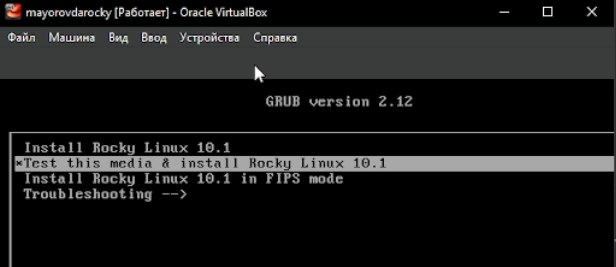 mayorovdarocky [Работает] - Oracle VirtualBox
Файл Машина Вид Ввод Устройства Справка
GRUB version 2.12
Install Rocky Linux 10.1
*Test this media & install Rocky Linux 10.1
Install Rocky Linux 10.1 in FIPS mode
Troubleshooting -->